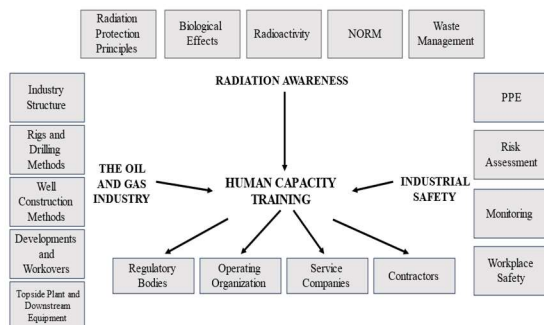 Radiation
Protection
Principles
Biological
Effects
Radioactivity
NORM
Waste
Management
RADIATION AWARENESS
Industry
Structure
Rigs and
Drilling
Methods
Well
Construction
Methods
Developments
and
Workovers
Topside Plant and
Downstream
Equipment
THE OIL
AND GAS
INDUSTRY
HUMAN CAPACITY
TRAINING
INDUSTRIAL
SAFETY
PPE
Risk
Assessment
Monitoring
Workplace
Safety
Regulatory
Bodies
Operating
Organization
Service
Companies
Contractors